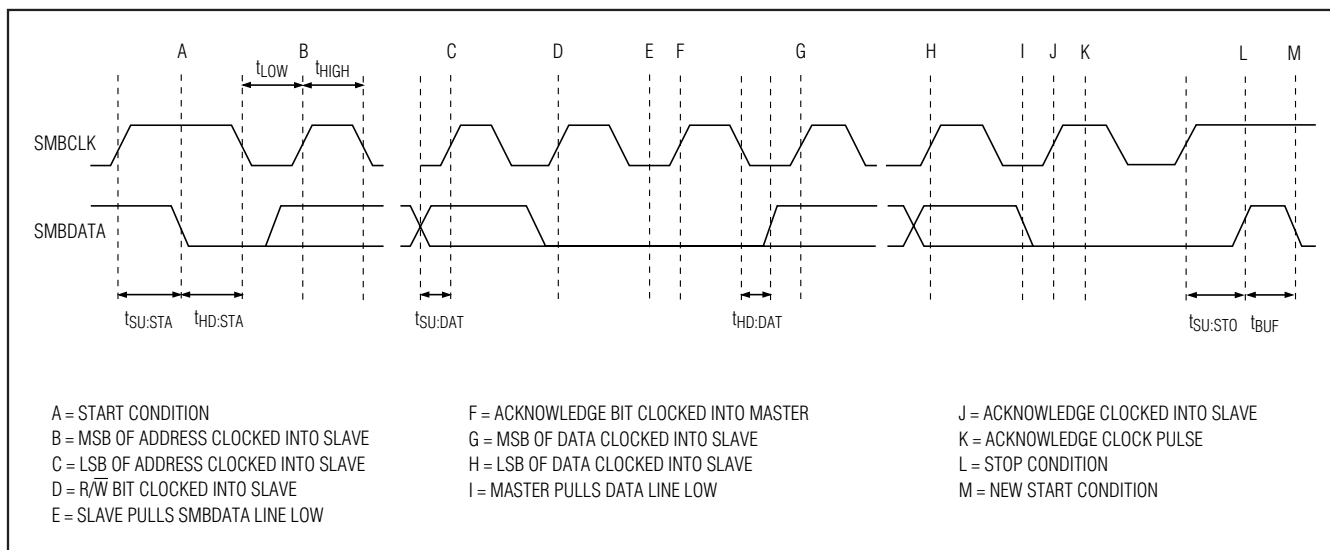 A B C D E F G H I J K L M
tLOW tHIGH
SMBCLK
SMBDATA
tSU:STA tHD:STA tSU:DAT tHD:DAT tSU:STO tBUF
A = START CONDITION
B = MSB OF ADDRESS CLOCKED INTO SLAVE
C = LSB OF ADDRESS CLOCKED INTO SLAVE
D = R/W̅ BIT CLOCKED INTO SLAVE
E = SLAVE PULLS SMBDATA LINE LOW
F = ACKNOWLEDGE BIT CLOCKED INTO MASTER
G = MSB OF DATA CLOCKED INTO SLAVE
H = LSB OF DATA CLOCKED INTO SLAVE
I = MASTER PULLS DATA LINE LOW
J = ACKNOWLEDGE CLOCKED INTO SLAVE
K = ACKNOWLEDGE CLOCK PULSE
L = STOP CONDITION
M = NEW START CONDITION